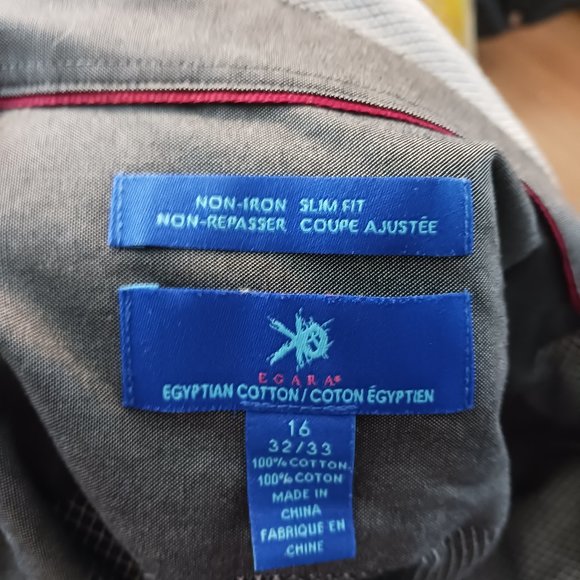 NON-IRON SLIM FIT
NON-REPASSER COUPE AJUSTÉE
EGARA®
EGYPTIAN COTTON/COTON ÉGYPTIEN
16
32/33
100% COTTON
100% COTON
MADE IN
CHINA
FABRIQUE EN
CHINE